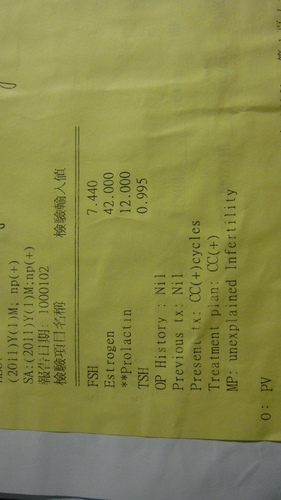 (2011)Y(1)M; np(+)
SA:(2011)Y(1)M;np(+)
報告日期: 1000102
檢驗項目名稱 檢驗輸入值
FSH 7.440
Estrogen 42.000
**Prolactin 12.000
TSH 0.995
OP History : Nil
Previous tx: Nil
Present tx: CC(+)cycles
Treatment plan: CC(+)
MP: unexplained Infertility
O: PV